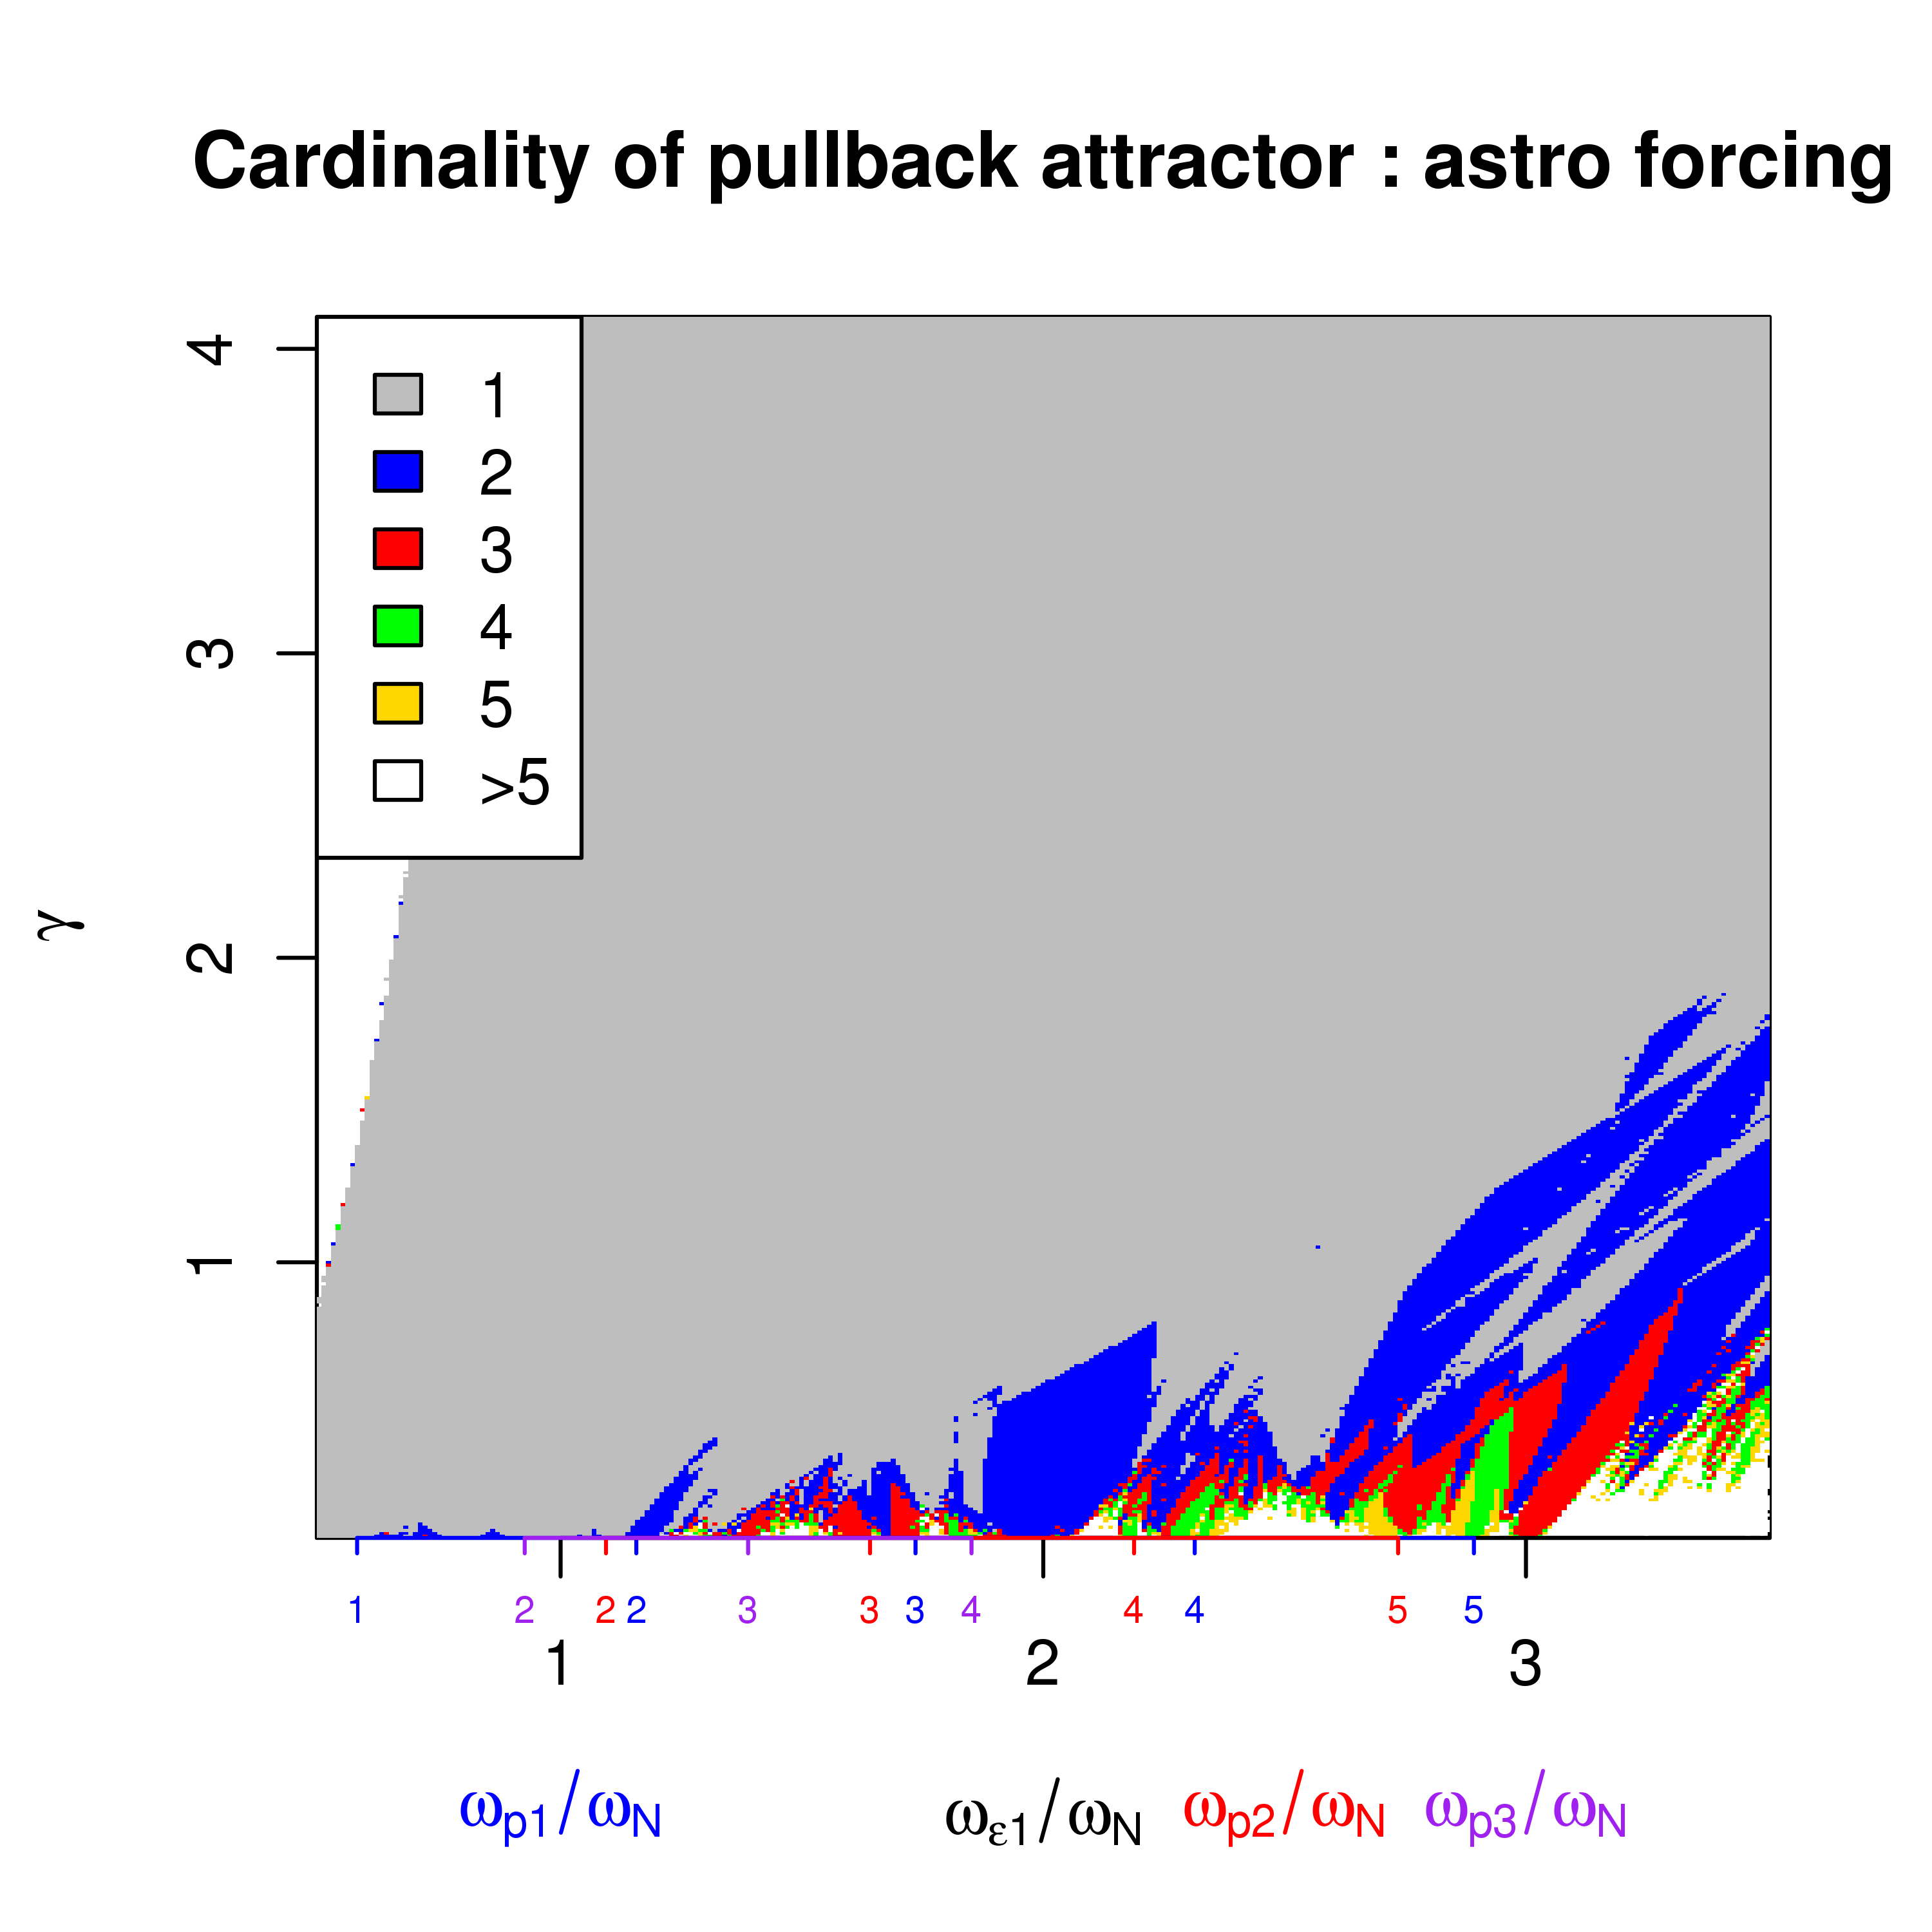 Cardinality of pullback attractor : astro forcing
4
3
2
1
γ
1
2
3
4
5
>5
1 2 2 2 3 3 3 4 4 4 5 5
1 2 3
ωp1/ωN ωε1/ωN ωp2/ωN ωp3/ωN